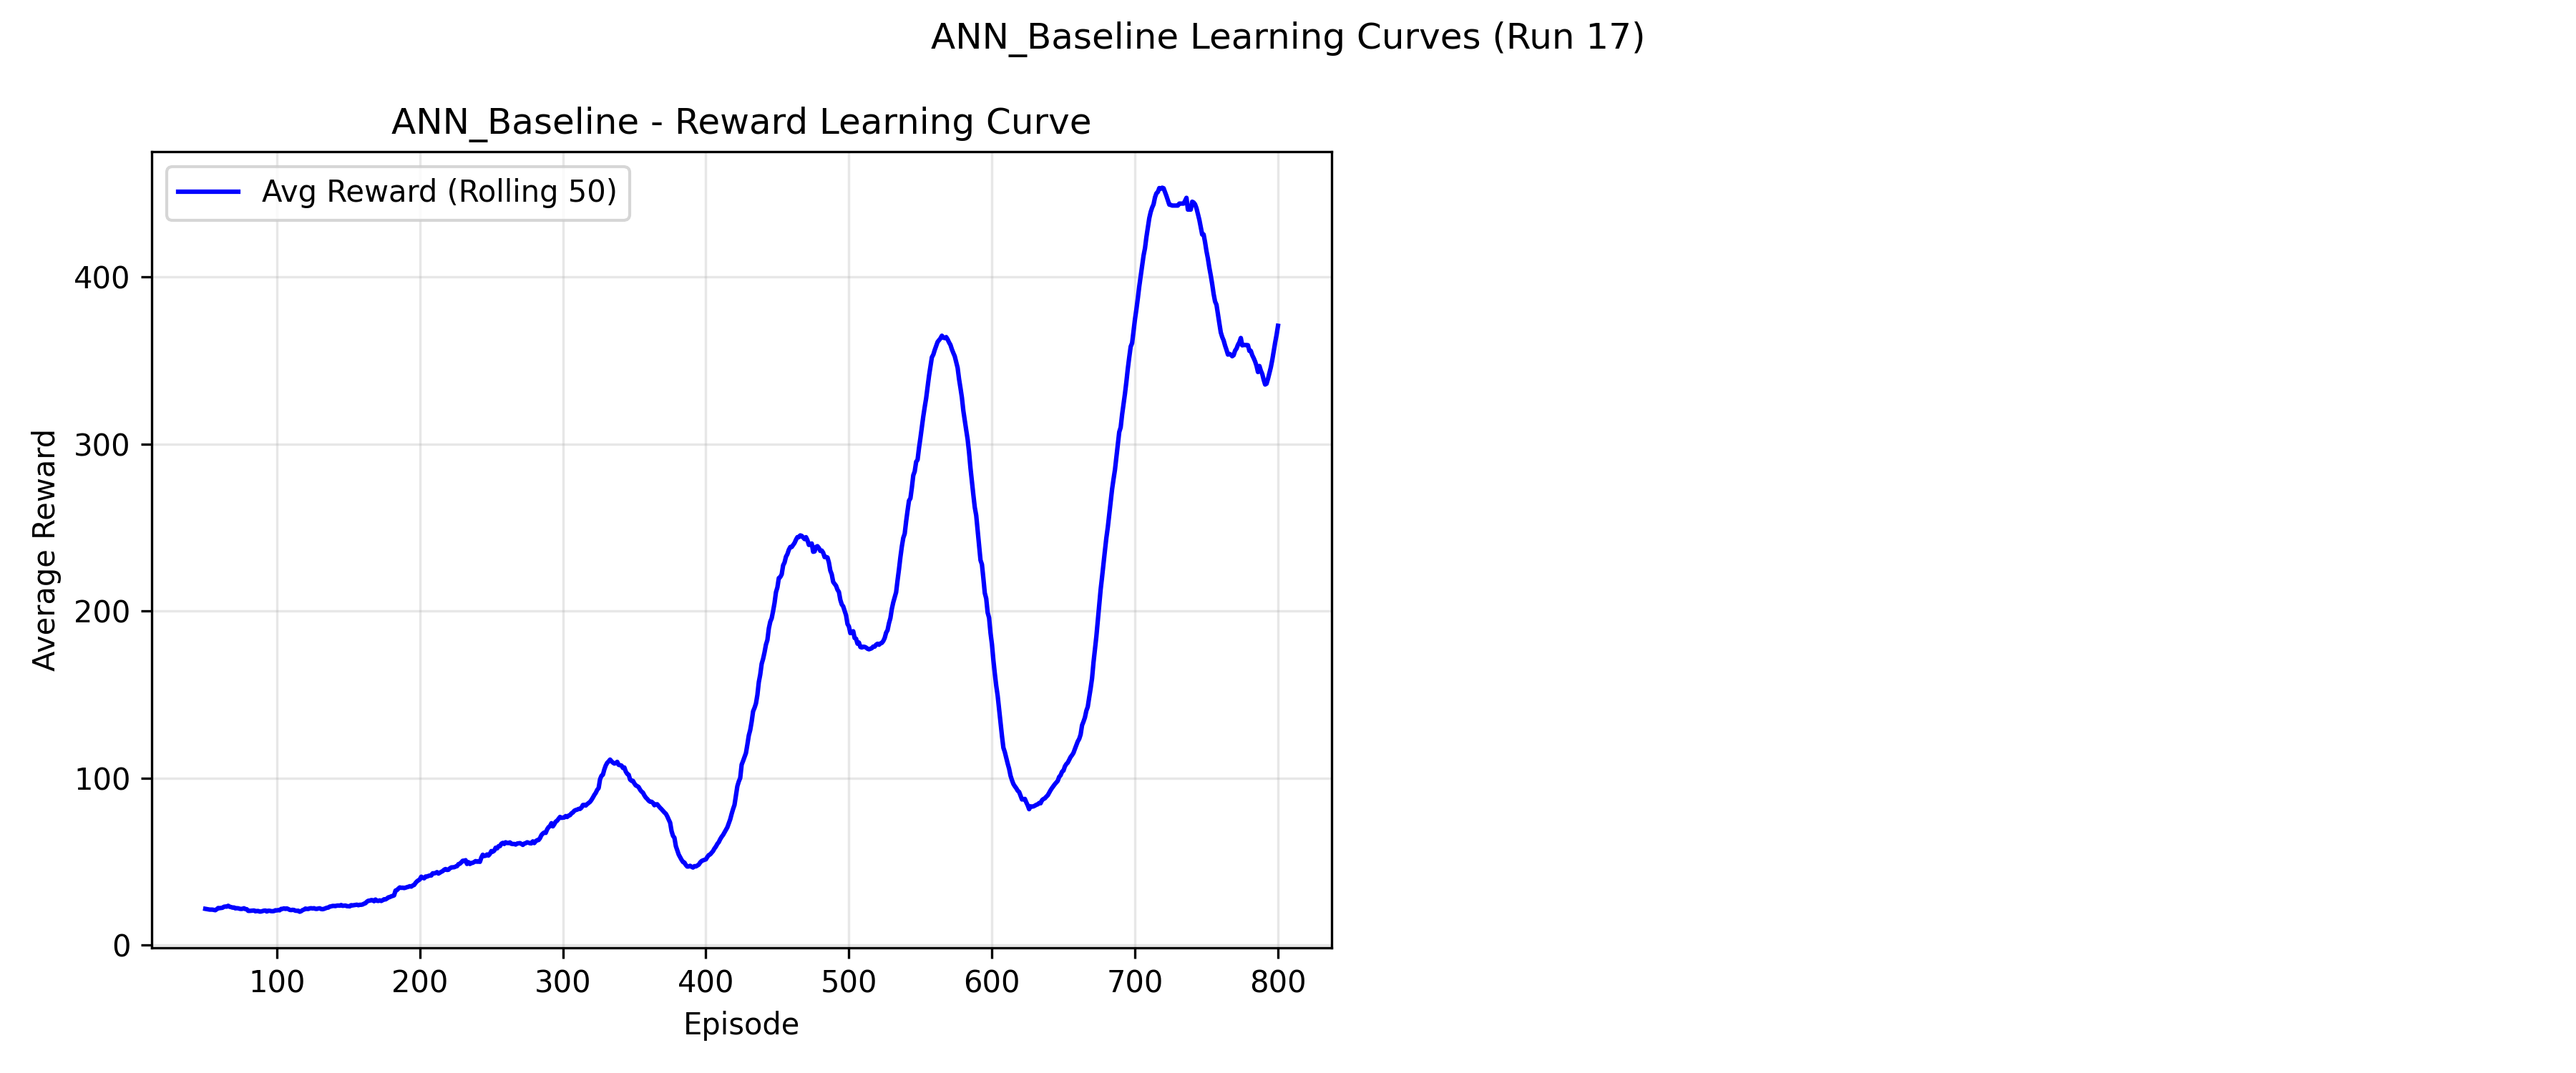 ANN_Baseline Learning Curves (Run 17)
ANN_Baseline - Reward Learning Curve
Avg Reward (Rolling 50)
Average Reward
400
300
200
100
0
100 200 300 400 500 600 700 800
Episode